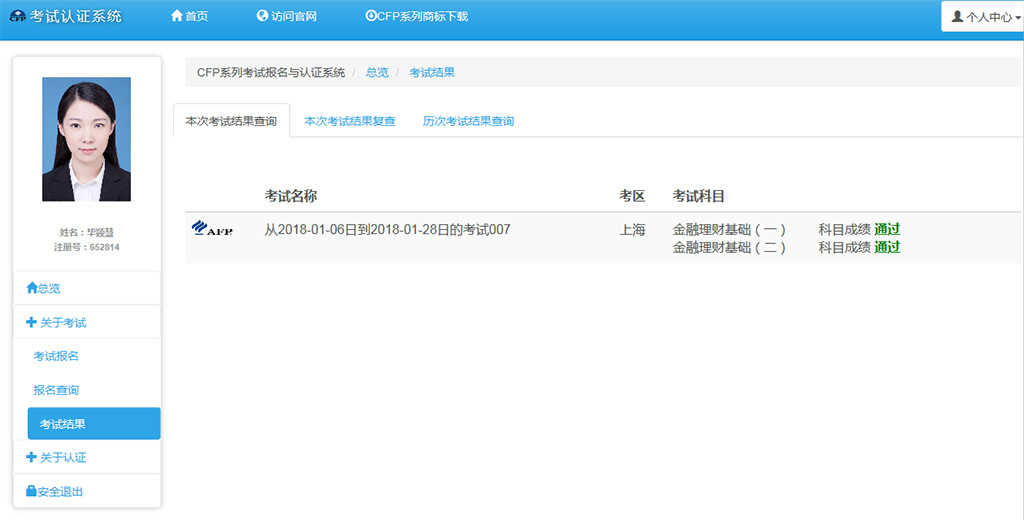 考试认证系统
首页
访问官网
CFP系列商标下载
个人中心
CFP系列考试报名与认证系统 / 总览 / 考试结果
本次考试结果查询
本次考试结果复查
历次考试结果查询
姓名：毕颖慧
注册号：652814
总览
关于考试
考试报名
报名查询
考试结果
关于认证
安全退出
考试名称 考区 考试科目
AFP 从2018-01-06日到2018-01-28日的考试007 上海 金融理财基础（一） 科目成绩 通过
金融理财基础（二） 科目成绩 通过